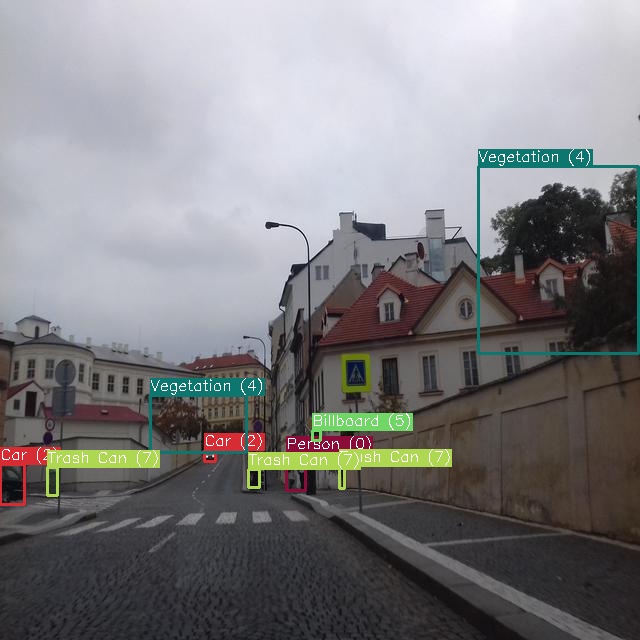 Vegetation (4)
Vegetation (4)
Billboard (5)
Car (2)
Person (0)
Car (2
Trash Can (7)
Trash Can (7)
sh Can (7)